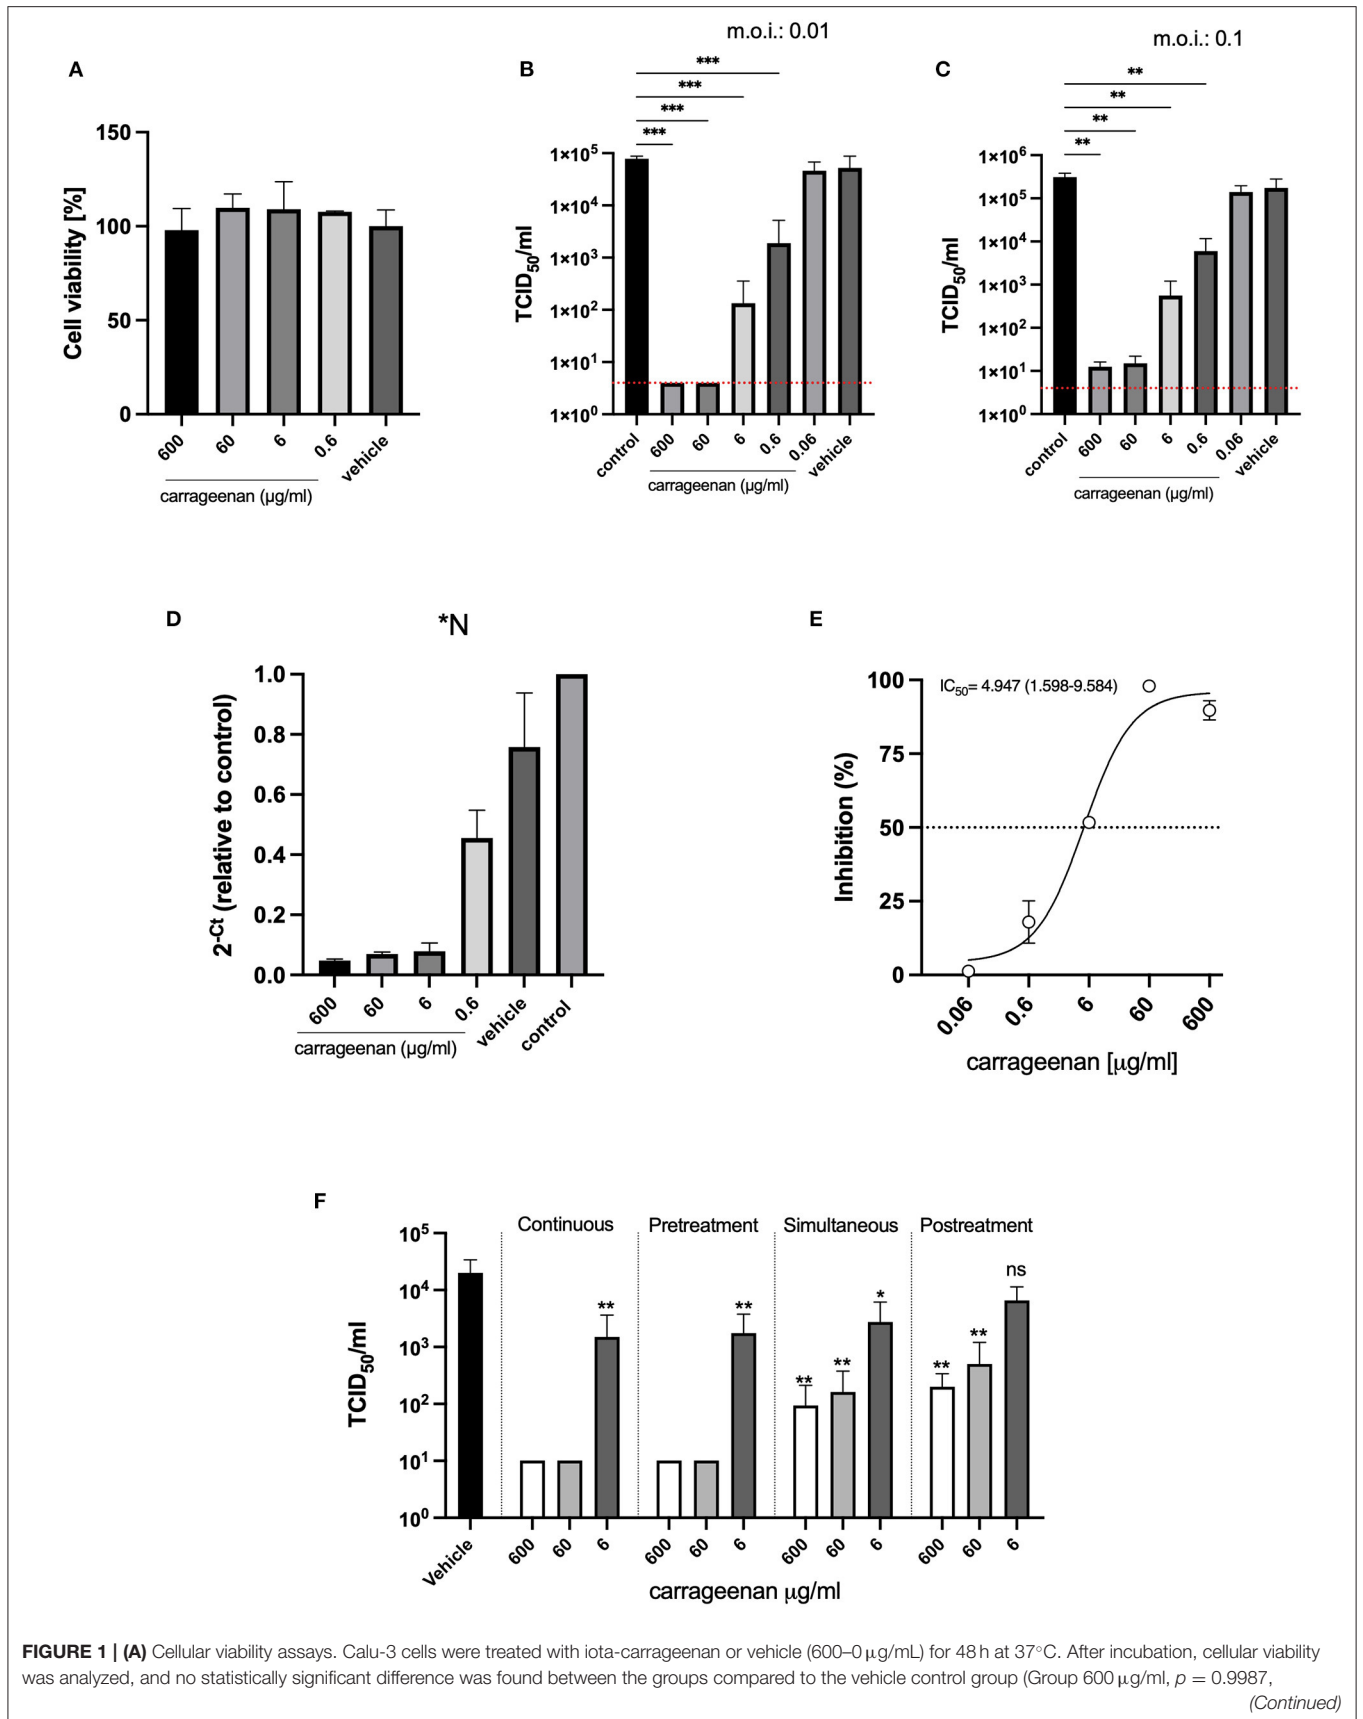 A
Cell viability [%]
150
100
50
0
600
60
6
0.6
vehicle
carrageenan (µg/ml)
m.o.i.: 0.01
B
***
***
***
***
TCID50/ml
1×10^5
1×10^4
1×10^3
1×10^2
1×10^1
1×10^0
control
600
60
6
0.6
0.06
vehicle
carrageenan (µg/ml)
m.o.i.: 0.1
C
**
**
**
**
TCID50/ml
1×10^6
1×10^5
1×10^4
1×10^3
1×10^2
1×10^1
1×10^0
control
600
60
6
0.6
0.06
vehicle
carrageenan (µg/ml)
D
*N
2^-Ct (relative to control)
1.0
0.8
0.6
0.4
0.2
0.0
600
60
6
0.6
vehicle
control
carrageenan (µg/ml)
E
IC50= 4.947 (1.598-9.584)
Inhibition (%)
100
75
50
25
0
0.06
0.6
6
60
600
carrageenan [µg/ml]
F
Continuous
Pretreatment
Simultaneous
Postreatment
TCID50/ml
10^5
10^4
10^3
10^2
10^1
10^0
**
**
**
**
*
**
**
ns
Vehicle
600
60
6
600
60
6
600
60
6
600
60
6
carrageenan µg/ml
FIGURE 1 | (A) Cellular viability assays. Calu-3 cells were treated with iota-carrageenan or vehicle (600–0 µg/mL) for 48 h at 37°C. After incubation, cellular viability
was analyzed, and no statistically significant difference was found between the groups compared to the vehicle control group (Group 600 µg/ml, p = 0.9987,
(Continued)